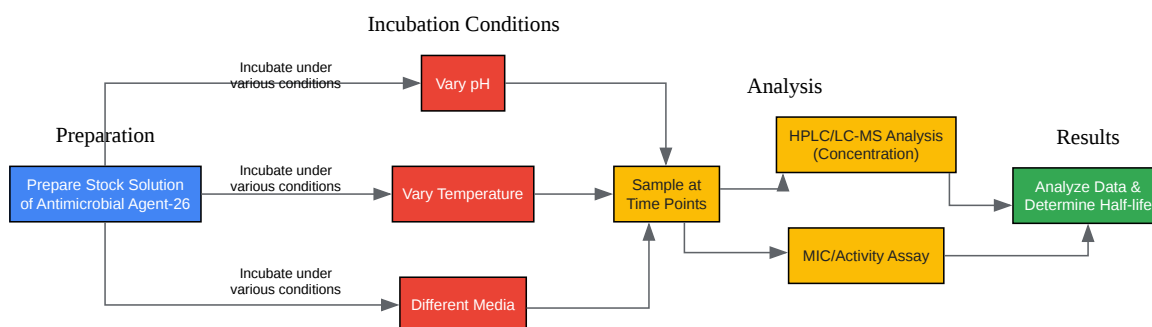 Incubation Conditions
Incubate under
various conditions
Vary pH
Analysis
Preparation
HPLC/LC-MS Analysis
(Concentration)
Results
Prepare Stock Solution
of Antimicrobial Agent-26
Incubate under
various conditions
Vary Temperature
Sample at
Time Points
Analyze Data &
Determine Half-life
MIC/Activity Assay
Incubate under
various conditions
Different Media